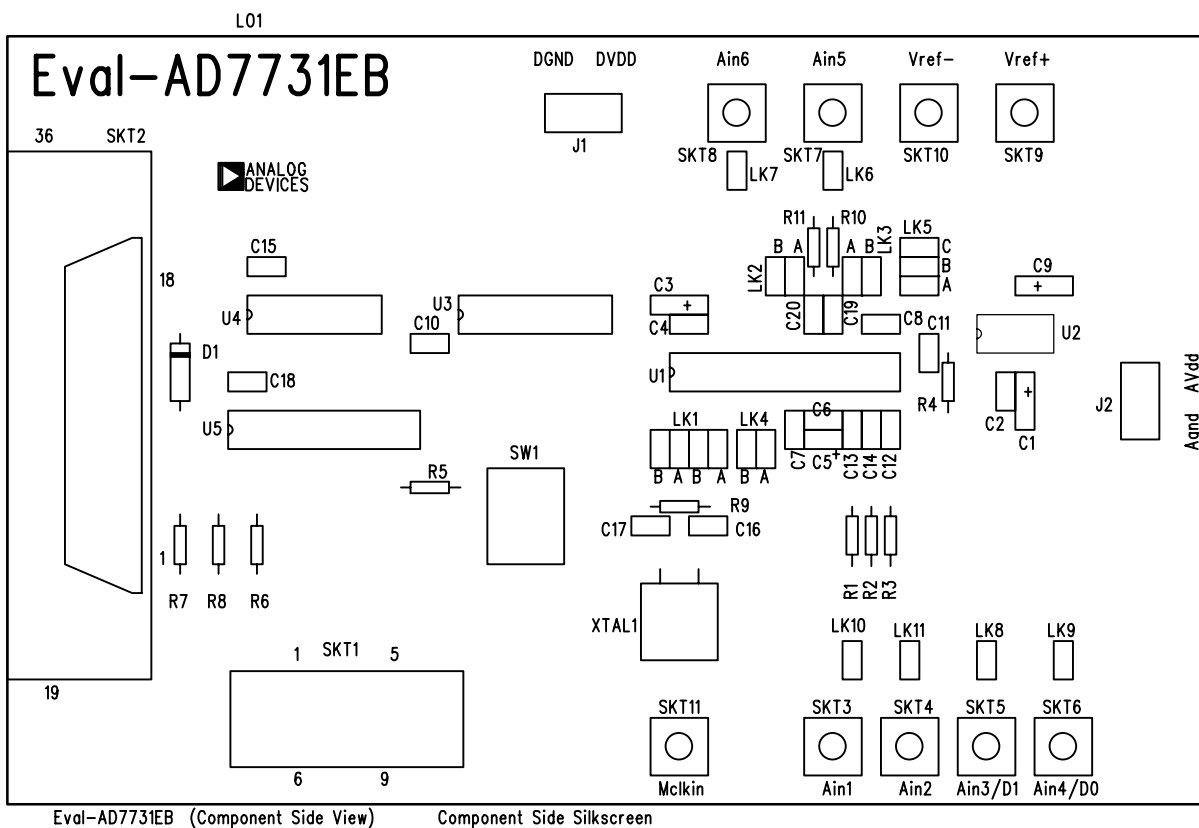 LO1
Eval-AD7731EB
DGND DVDD
Ain6
Ain5
Vref-
Vref+
36
SKT2
J1
SKT8
SKT7
SKT10
SKT9
LK7
LK6
ANALOG
DEVICES
R11
R10
LK3
LK5
B A
A B
C
B
A
C15
18
LK2
C9
+
C3
+
U4
U3
C20
C19
C4
C10
C8
C11
U2
D1
U1
C18
R4
C2
C1
+
J2
Agnd AVdd
U5
LK1
LK4
C6
C7
C5
+
C13
C14
C12
SW1
B A B A
B A
R5
R9
C17
C16
1
R7
R8
R6
R1
R2
R3
XTAL1
LK10
LK11
LK8
LK9
SKT1
1
5
19
SKT11
SKT3
SKT4
SKT5
SKT6
6
9
Mclkin
Ain1
Ain2
Ain3/D1
Ain4/D0
Eval-AD7731EB (Component Side View)
Component Side Silkscreen